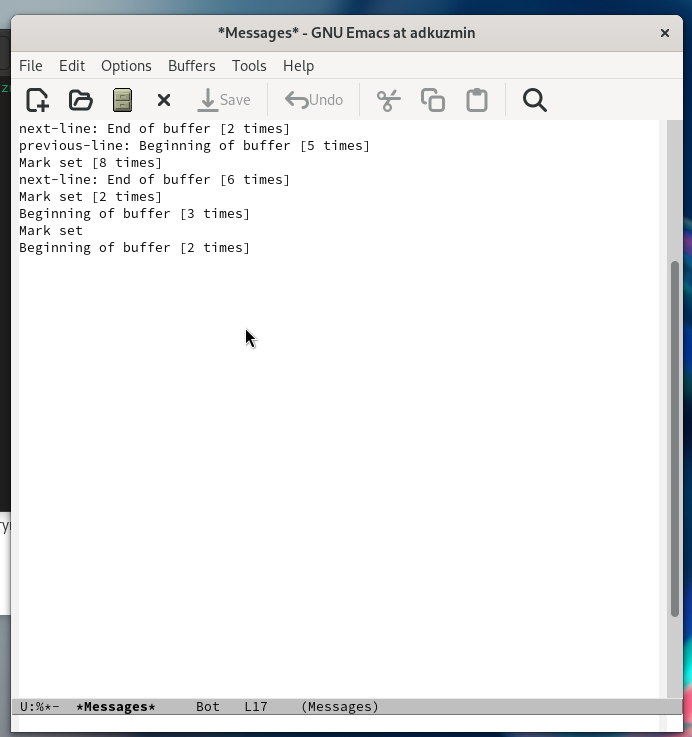 *Messages* - GNU Emacs at adkuzmin
File Edit Options Buffers Tools Help
Save Undo
next-line: End of buffer [2 times]
previous-line: Beginning of buffer [5 times]
Mark set [8 times]
next-line: End of buffer [6 times]
Mark set [2 times]
Beginning of buffer [3 times]
Mark set
Beginning of buffer [2 times]
U:%*- *Messages* Bot L17 (Messages)